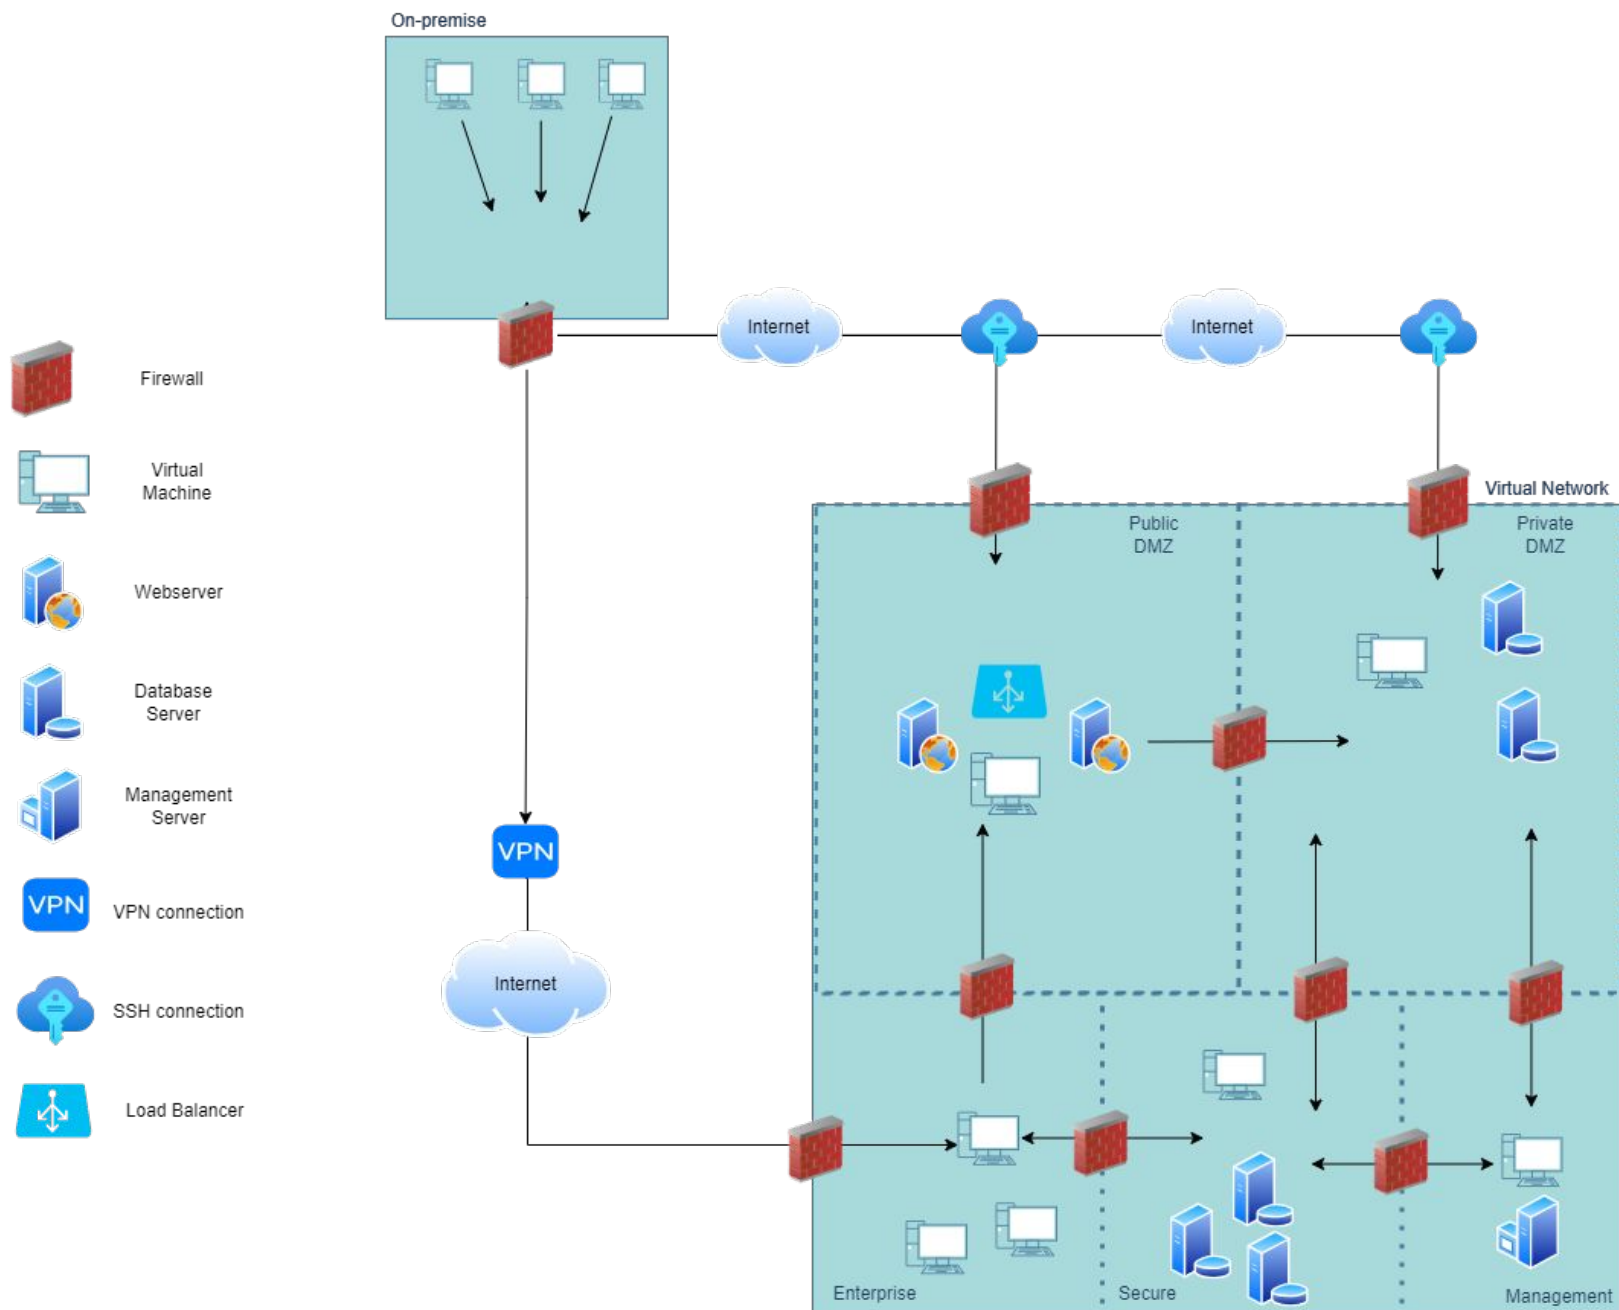 On-premise
Internet
Internet
Firewall
Virtual
Machine
Virtual Network
Public
DMZ
Private
DMZ
Webserver
Database
Server
Management
Server
VPN
VPN
VPN connection
Internet
SSH connection
Load Balancer
Enterprise
Secure
Management